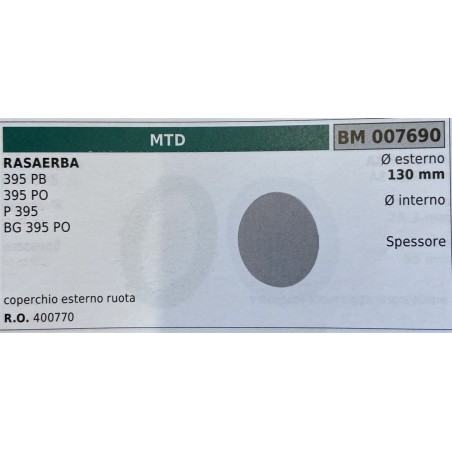 MTD
BM 007690
RASAERBA
395 PB
395 PO
P 395
BG 395 PO
Ø esterno
130 mm
Ø interno
Spessore
coperchio esterno ruota
R.O. 400770